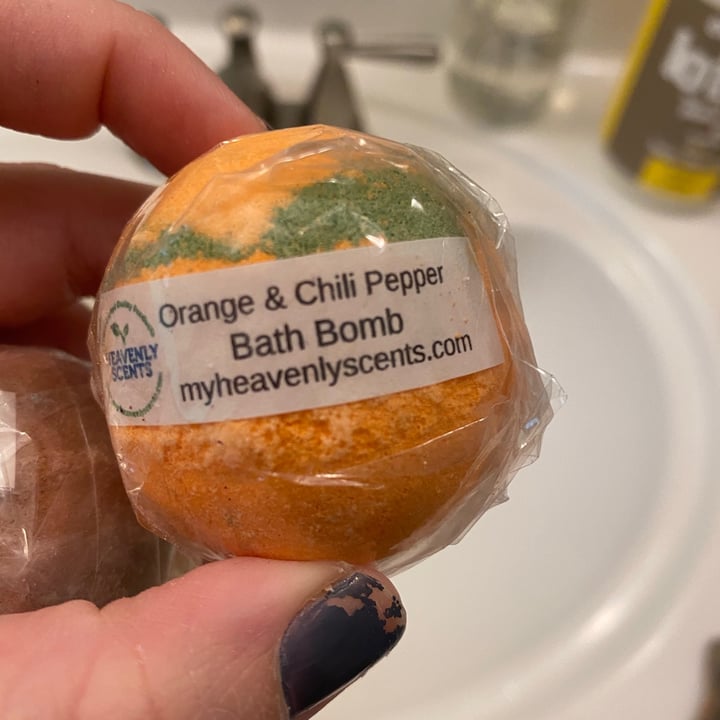 Orange & Chili Pepper
Bath Bomb
myheavenlyscents.com
HEAVENLY
SCENTS